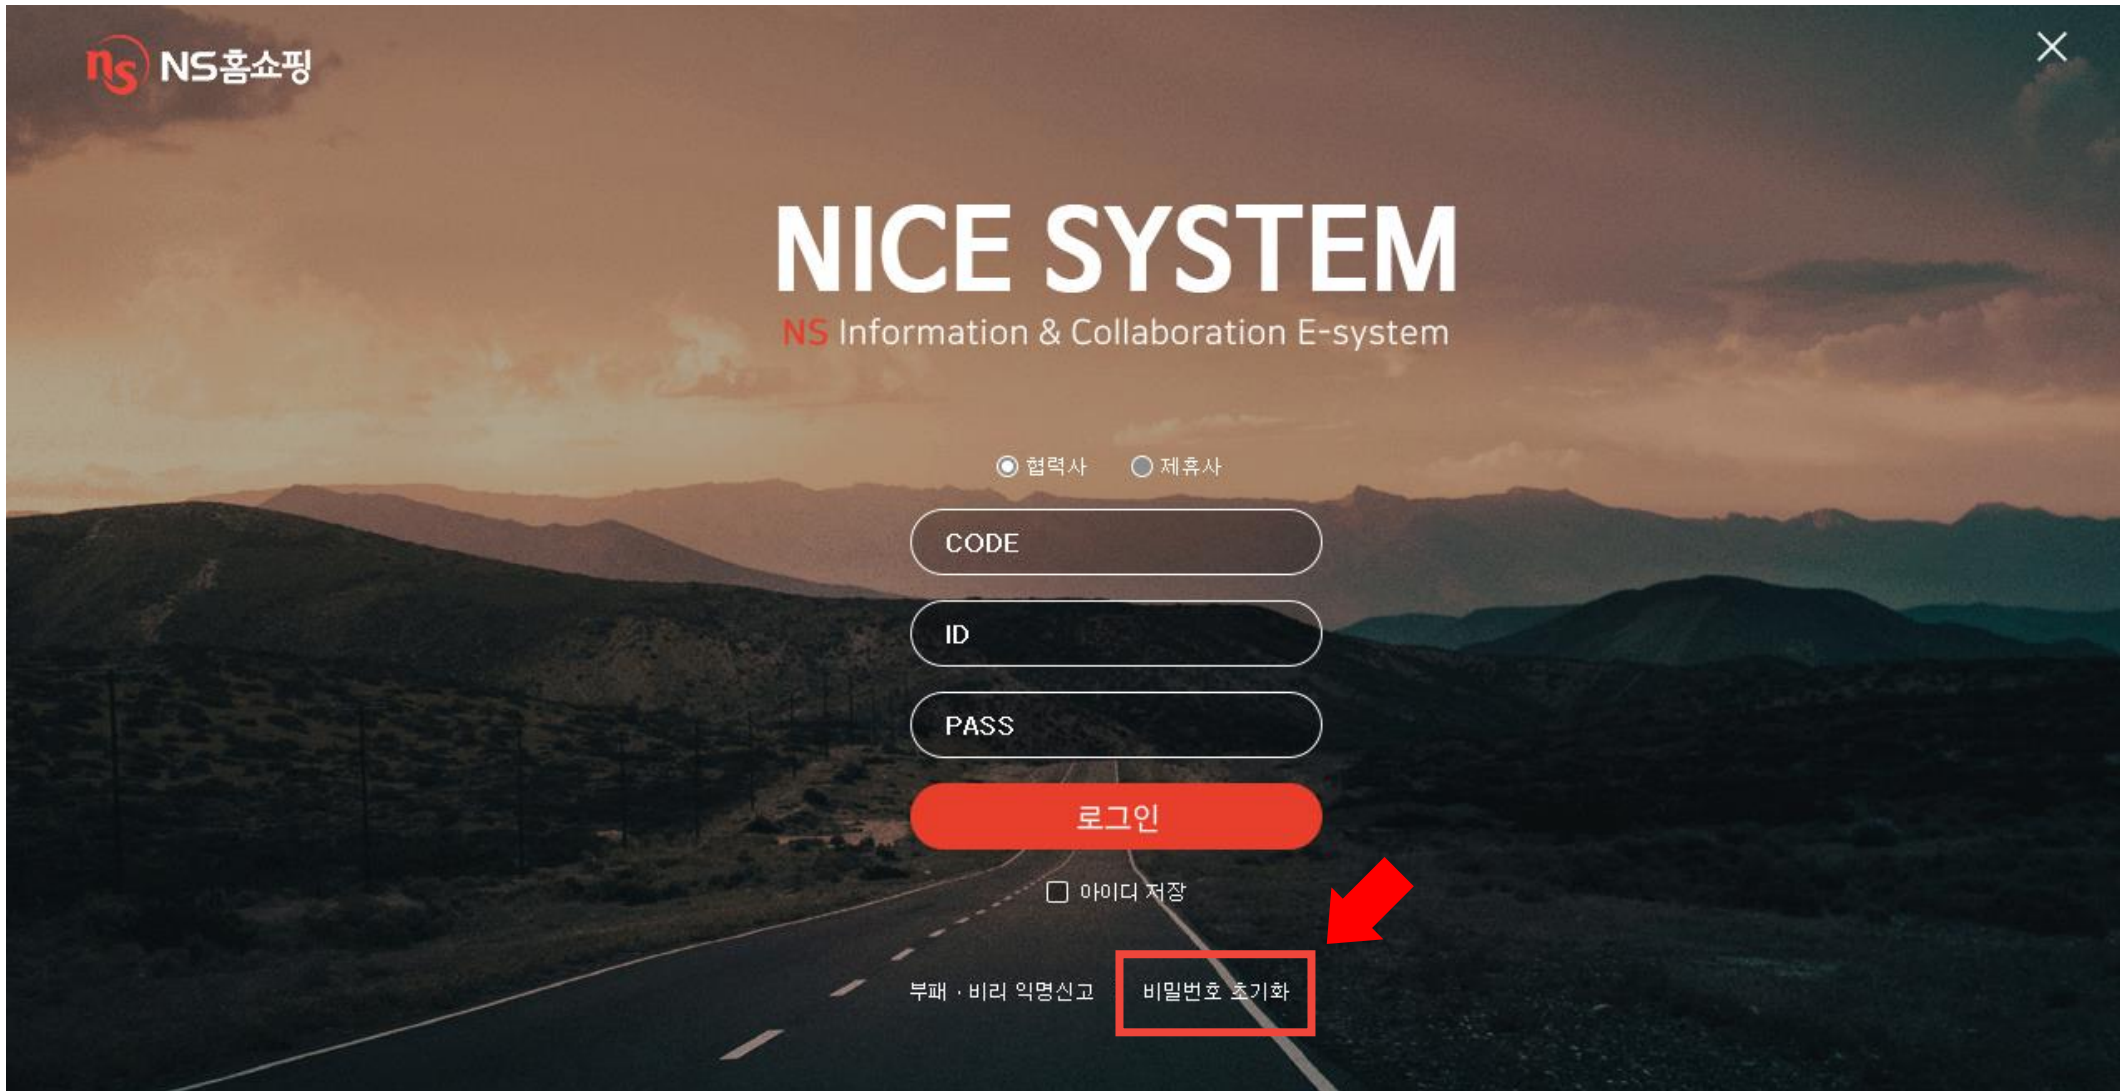 ns NS홈쇼핑
NICE SYSTEM
NS Information & Collaboration E-system
협력사 제휴사
CODE
ID
PASS
로그인
아이디 저장
부패 · 비리 익명신고 비밀번호 초기화